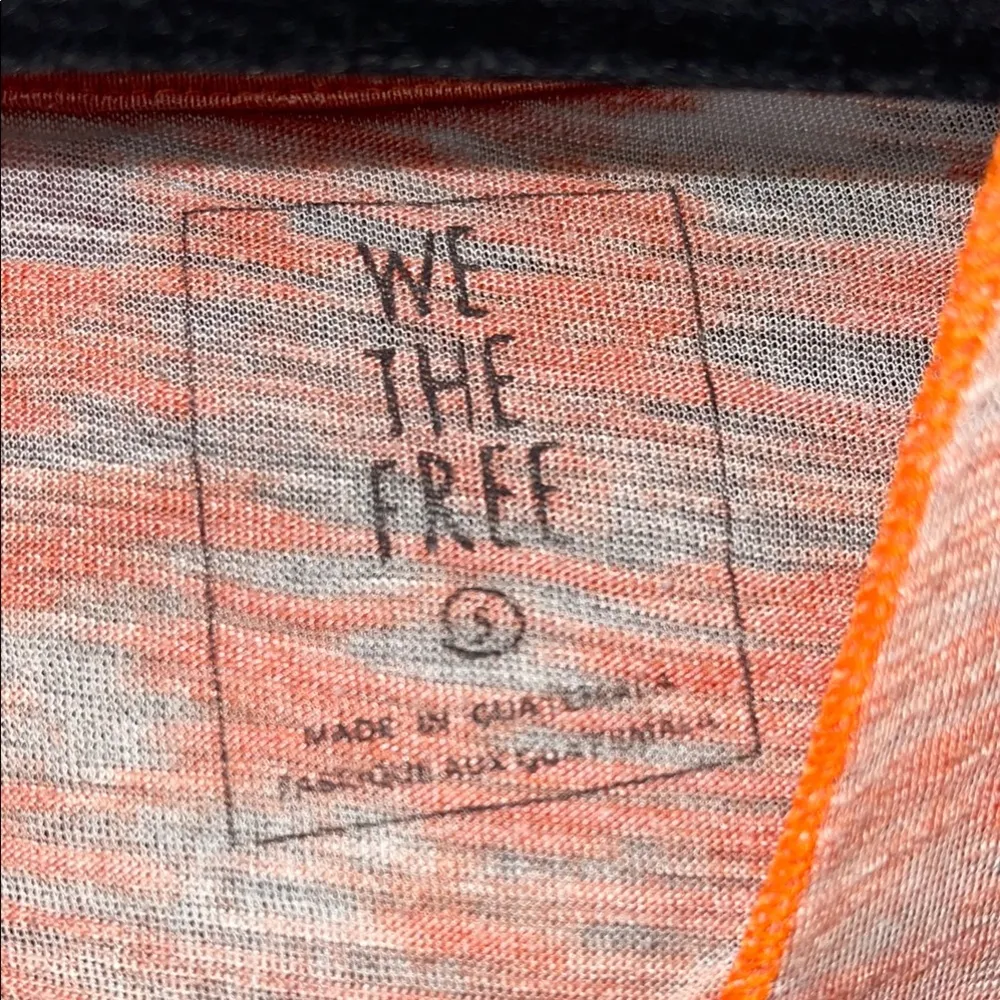 WE
THE
FREE
S
MADE IN GUATEMALA
FABRIQUE AUX GUATEMALA